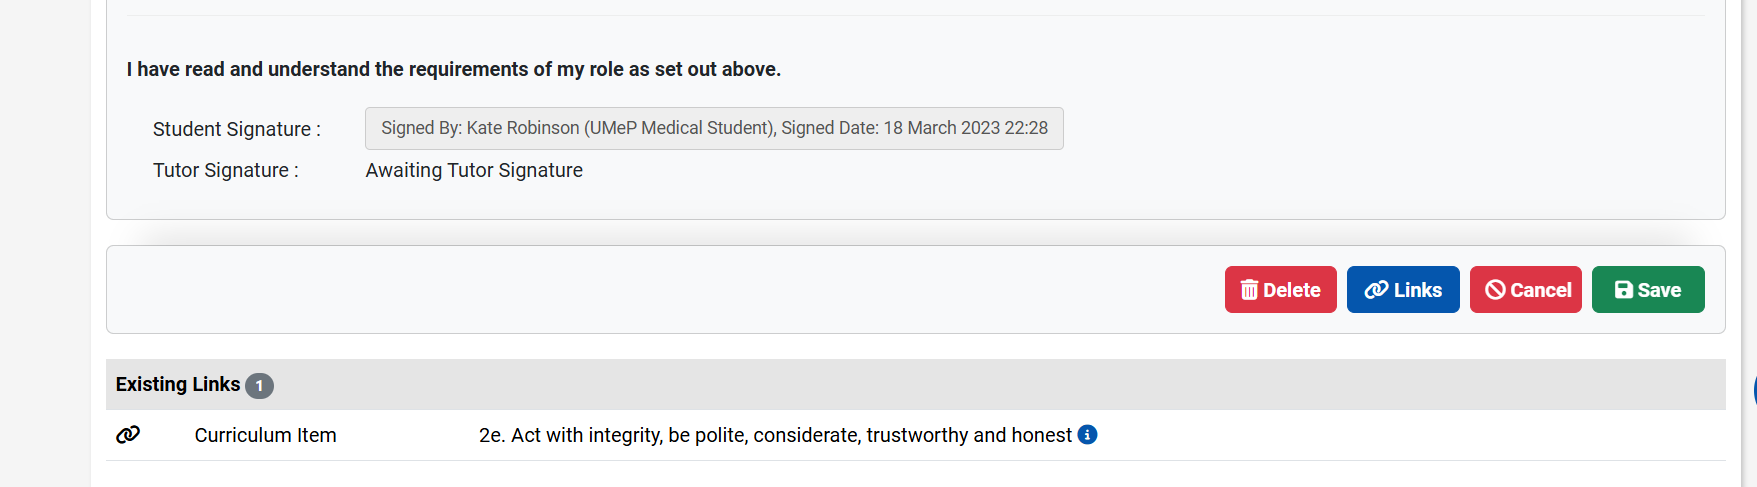 I have read and understand the requirements of my role as set out above.
Student Signature : Signed By: Kate Robinson (UMeP Medical Student), Signed Date: 18 March 2023 22:28
Tutor Signature : Awaiting Tutor Signature
Delete Links Cancel Save
Existing Links 1
Curriculum Item 2e. Act with integrity, be polite, considerate, trustworthy and honest